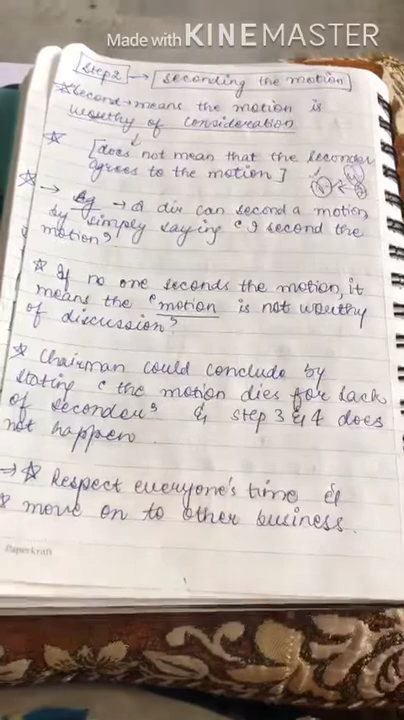 Made with KINEMASTER
Step 2 → seconding the motion
☆ Second → means the motion is
worthy of consideration
☆ [does not mean that the seconder
agrees to the motion]
☆ → Eg → A dir can second a motion
by simply saying "I second the
motion"
☆ If no one seconds the motion, it
means the "motion is not worthy
of discussion"
☆ Chairman could conclude by
stating "the motion dies for lack
of seconder" & step 3 & 4 does
not happen
→ ☆ Respect everyone's time &
☆ move on to other business.
Paperkraft